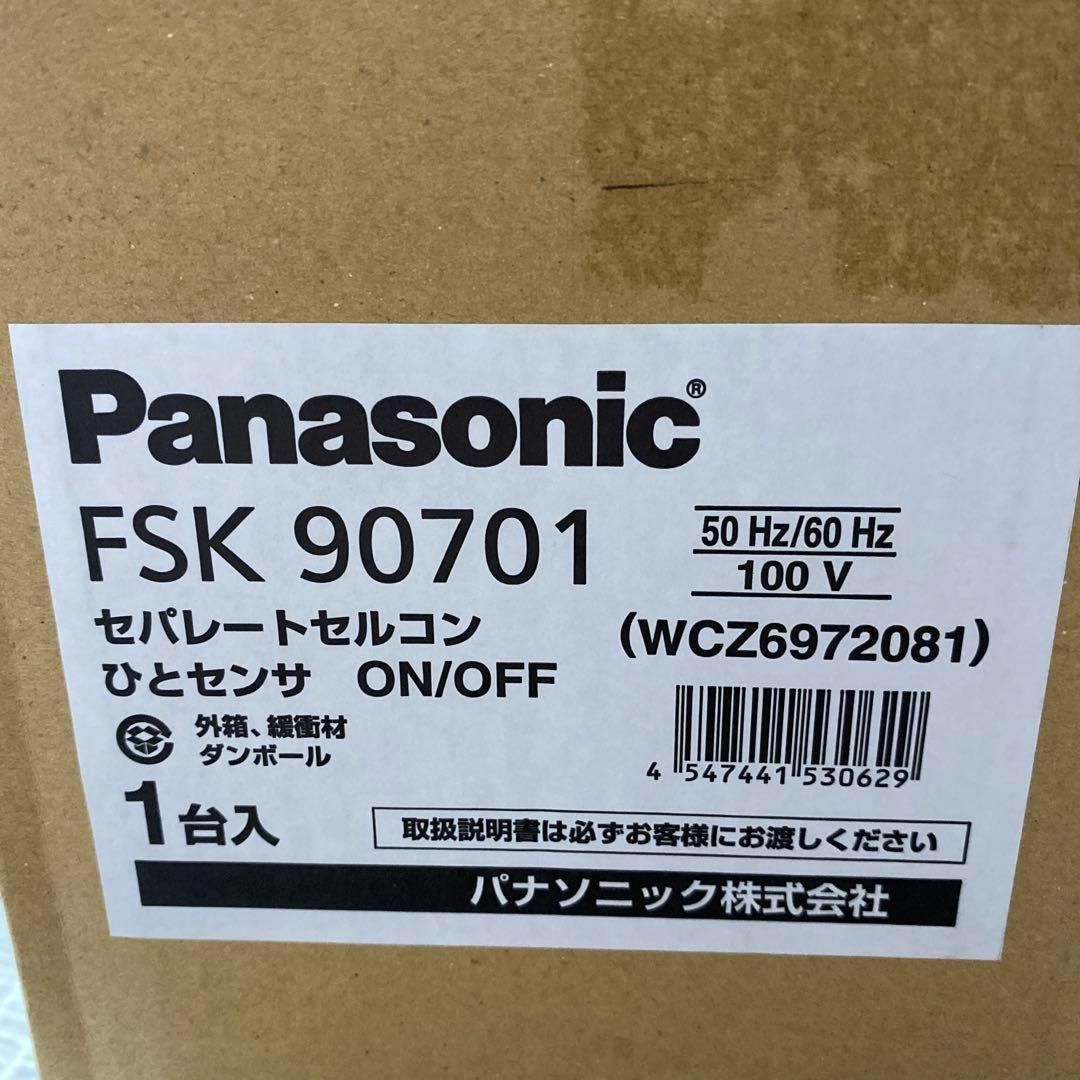 Panasonic®
FSK 90701
50 Hz/60 Hz
100 V
セパレートセルコン
(WCZ6972081)
ひとセンサ ON/OFF
外箱、緩衝材
ダンボール
4 547441 530629
1台入
取扱説明書は必ずお客様にお渡しください
パナソニック株式会社